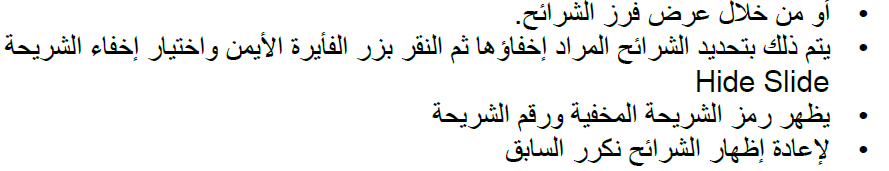 • أو من خلال عرض فرز الشرائح.
• يتم ذلك بتحديد الشرائح المراد إخفاؤها ثم النقر بزر الفأيرة الأيمن واختيار إخفاء الشريحة
Hide Slide
• يظهر رمز الشريحة المخفية ورقم الشريحة
• لإعادة إظهار الشرائح نكرر السابق